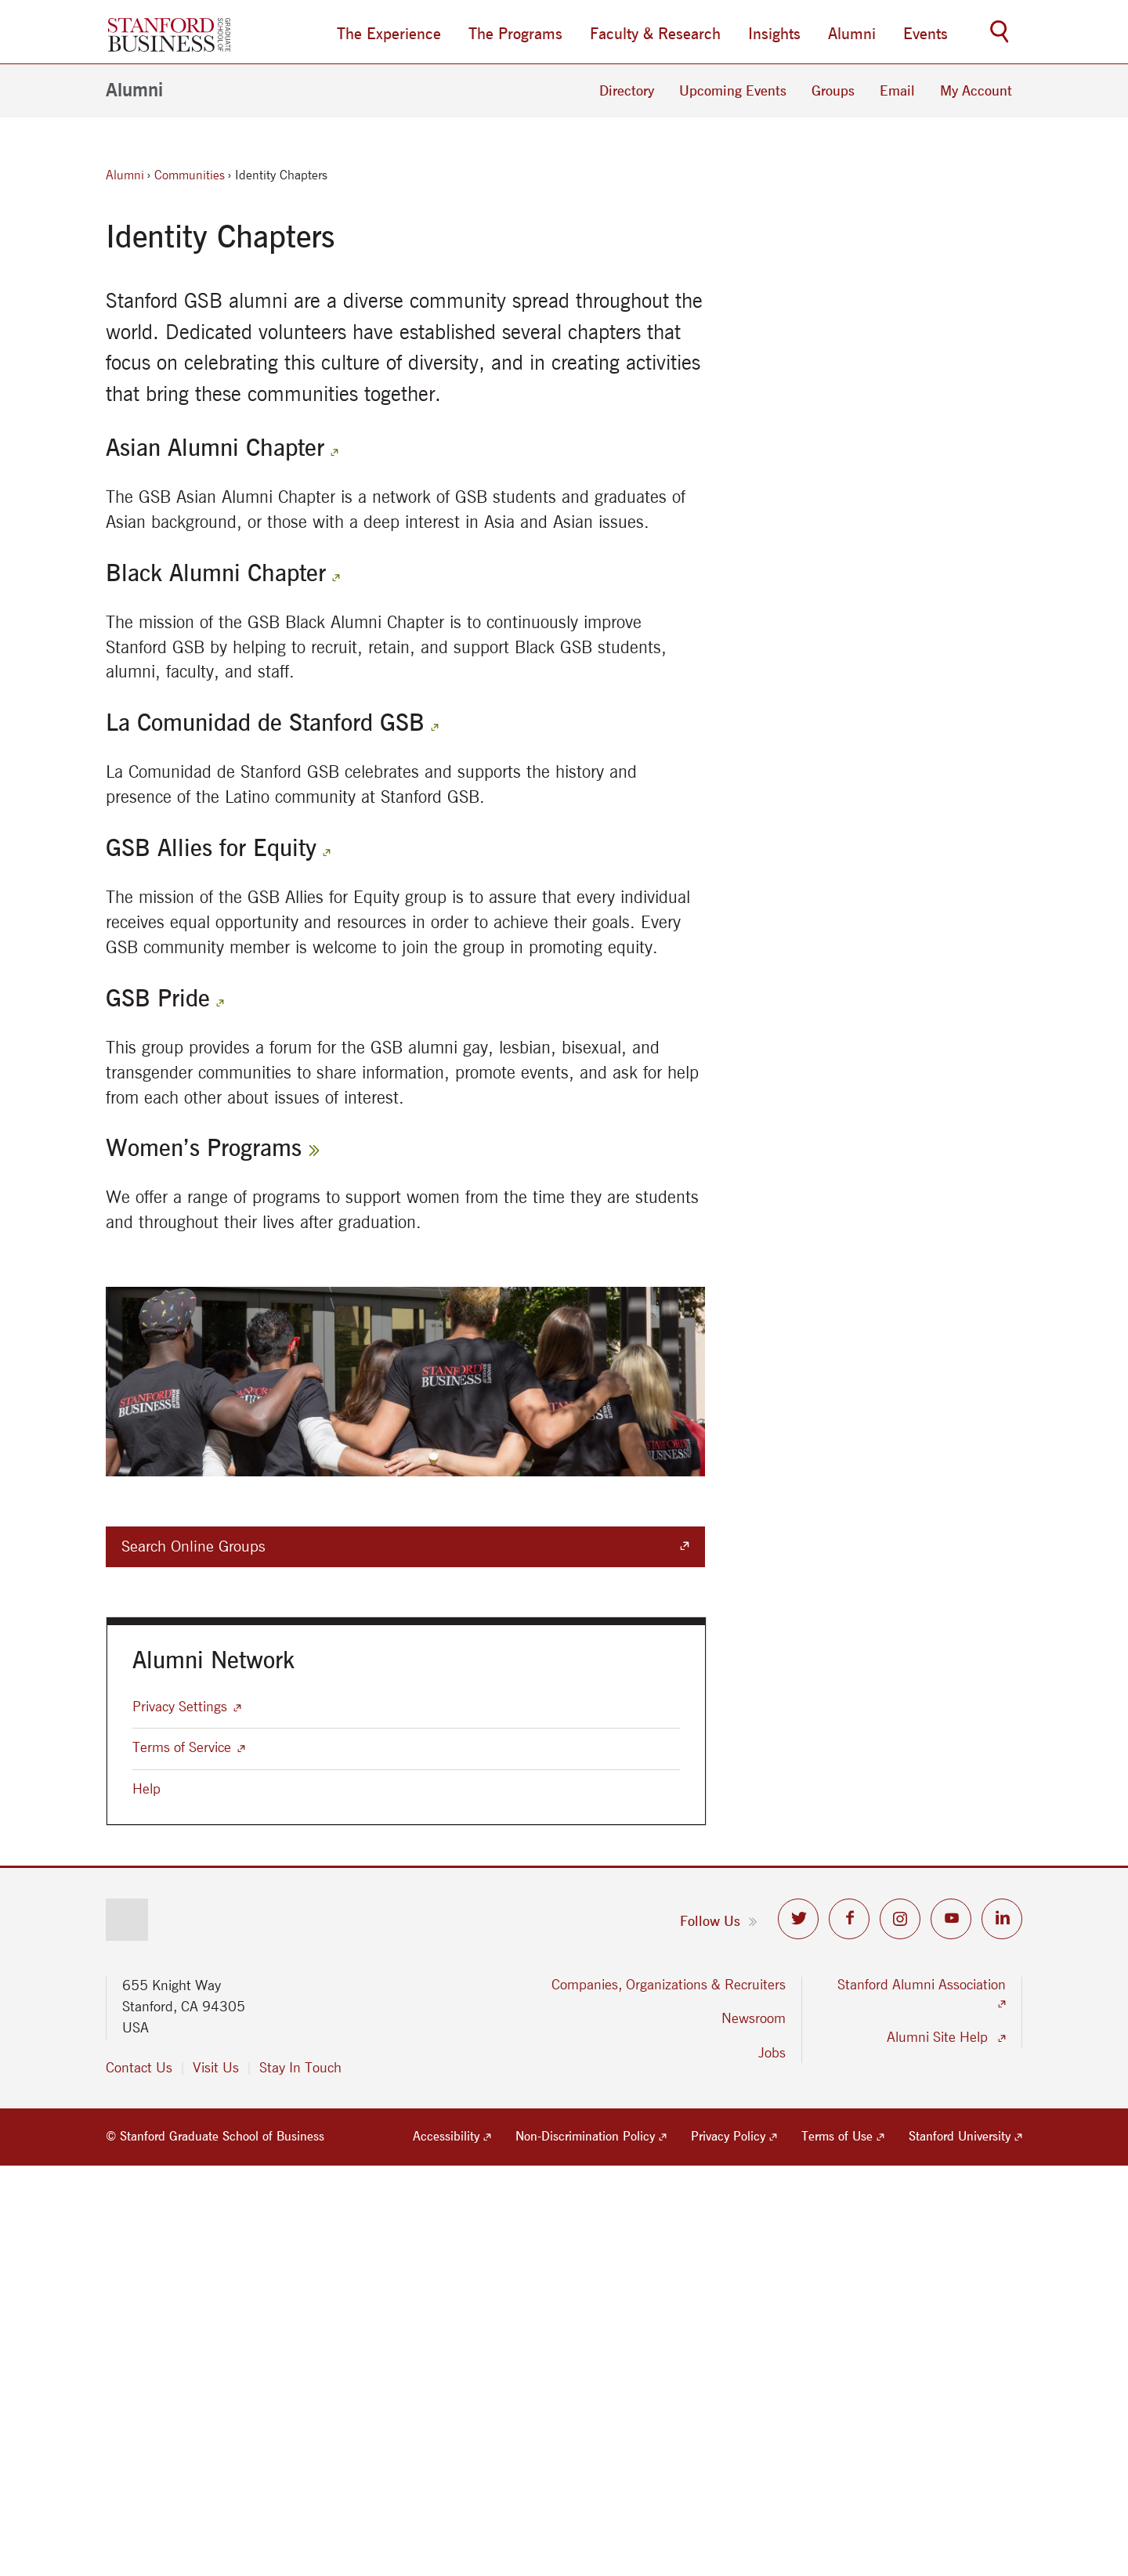 STANFORD
BUSINESS
GRADUATE
SCHOOL OF
The Experience
The Programs
Faculty & Research
Insights
Alumni
Events
Alumni
Directory
Upcoming Events
Groups
Email
My Account
Alumni › Communities › Identity Chapters
Identity Chapters
Stanford GSB alumni are a diverse community spread throughout the
world. Dedicated volunteers have established several chapters that
focus on celebrating this culture of diversity, and in creating activities
that bring these communities together.
Asian Alumni Chapter
The GSB Asian Alumni Chapter is a network of GSB students and graduates of
Asian background, or those with a deep interest in Asia and Asian issues.
Black Alumni Chapter
The mission of the GSB Black Alumni Chapter is to continuously improve
Stanford GSB by helping to recruit, retain, and support Black GSB students,
alumni, faculty, and staff.
La Comunidad de Stanford GSB
La Comunidad de Stanford GSB celebrates and supports the history and
presence of the Latino community at Stanford GSB.
GSB Allies for Equity
The mission of the GSB Allies for Equity group is to assure that every individual
receives equal opportunity and resources in order to achieve their goals. Every
GSB community member is welcome to join the group in promoting equity.
GSB Pride
This group provides a forum for the GSB alumni gay, lesbian, bisexual, and
transgender communities to share information, promote events, and ask for help
from each other about issues of interest.
Women’s Programs
We offer a range of programs to support women from the time they are students
and throughout their lives after graduation.
STANFORD
BUSINESS
STANFORD
BUSINESS
STANFORD
BUSINESS
Search Online Groups
Alumni Network
Privacy Settings
Terms of Service
Help
Follow Us
655 Knight Way
Stanford, CA 94305
USA
Contact Us
Visit Us
Stay In Touch
Companies, Organizations & Recruiters
Newsroom
Jobs
Stanford Alumni Association
Alumni Site Help
© Stanford Graduate School of Business
Accessibility
Non-Discrimination Policy
Privacy Policy
Terms of Use
Stanford University